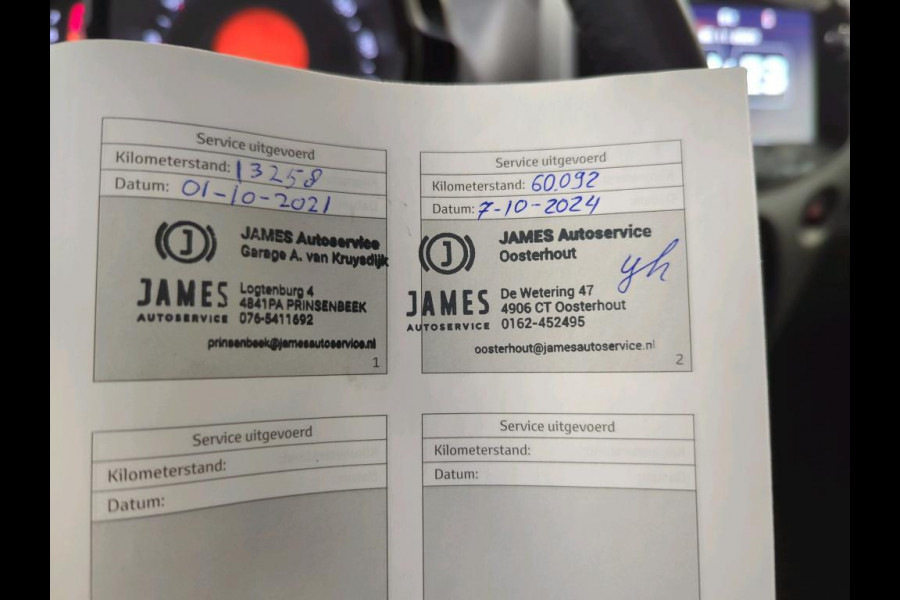 Service uitgevoerd
Kilometerstand: 13258
Datum: 01-10-2021
J
JAMES Autoservice
Garage A. van Kruysdijk
JAMES
AUTOSERVICE
Logtenburg 4
4841PA PRINSENBEEK
076-5411692
prinsenbeek@jamesautoservice.nl
1
Service uitgevoerd
Kilometerstand: 60.092
Datum: 7-10-2024
J
JAMES Autoservice
Oosterhout
yh
JAMES
AUTOSERVICE
De Wetering 47
4906 CT Oosterhout
0162-452495
oosterhout@jamesautoservice.nl
2
Service uitgevoerd
Kilometerstand:
Datum:
Service uitgevoerd
Kilometerstand:
Datum: